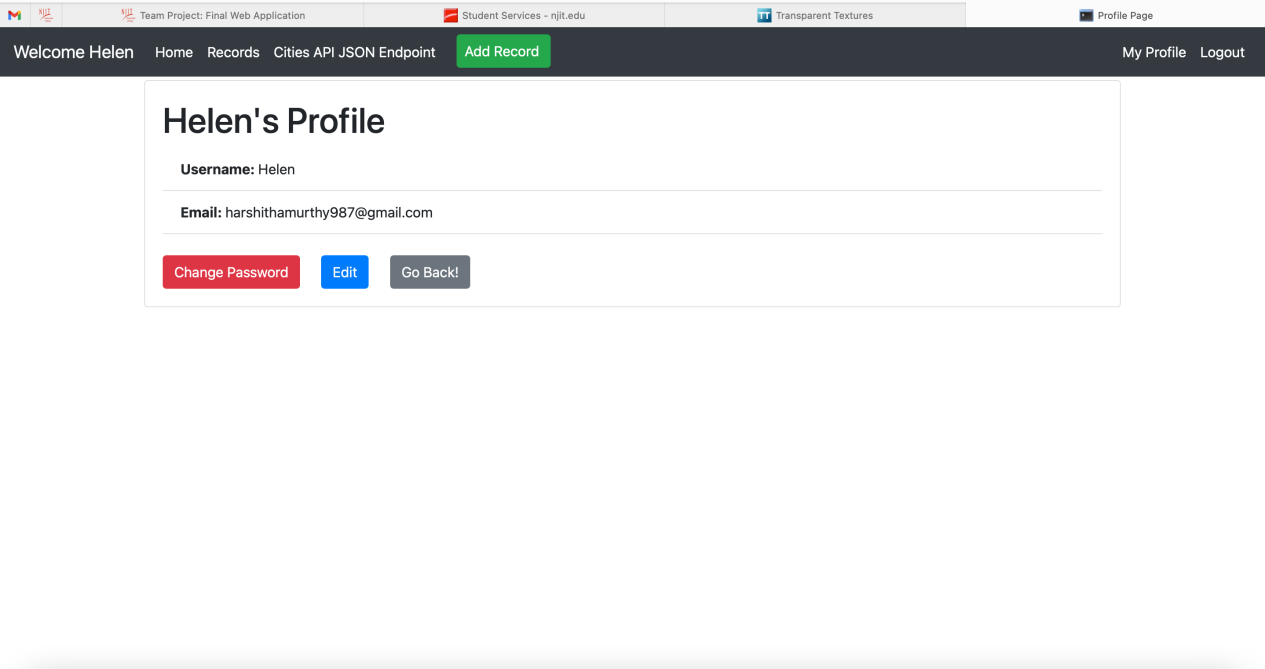 Team Project: Final Web Application Student Services - njit.edu TT Transparent Textures Profile Page
Welcome Helen Home Records Cities API JSON Endpoint Add Record My Profile Logout
Helen's Profile
Username: Helen
Email: harshithamurthy987@gmail.com
Change Password Edit Go Back!